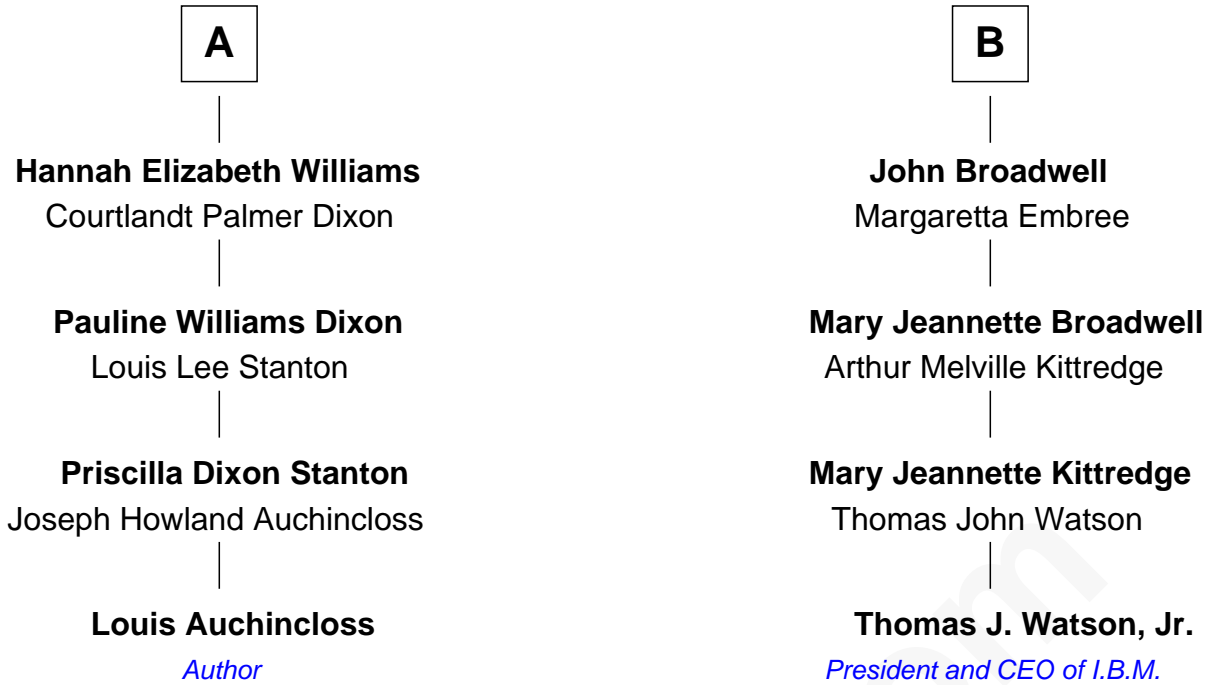 A
B
Hannah Elizabeth Williams
Courtlandt Palmer Dixon
John Broadwell
Margaretta Embree
Pauline Williams Dixon
Louis Lee Stanton
Mary Jeannette Broadwell
Arthur Melville Kittredge
Priscilla Dixon Stanton
Joseph Howland Auchincloss
Mary Jeannette Kittredge
Thomas John Watson
Louis Auchincloss
Author
Thomas J. Watson, Jr.
President and CEO of I.B.M.